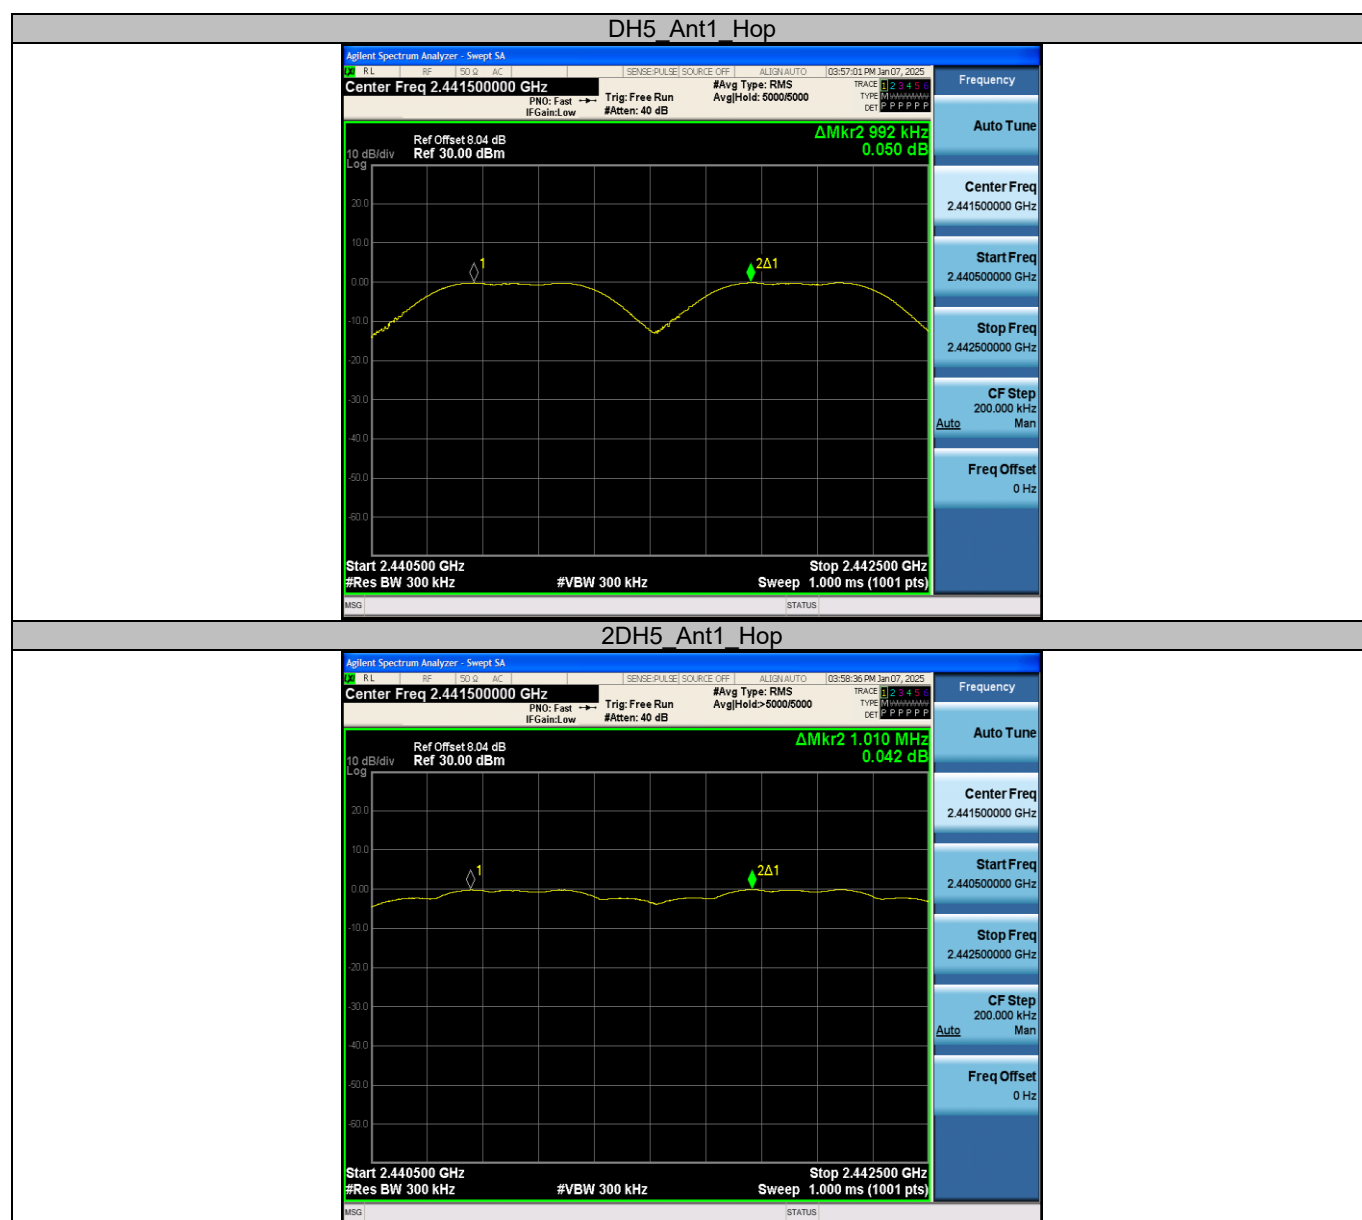 DH5_Ant1_Hop
Agilent Spectrum Analyzer - Swept SA
RL RF 50 Ω AC SENSE:PULSE SOURCE OFF ALIGN AUTO 03:57:01 PM Jan 07, 2025
Center Freq 2.441500000 GHz
PNO: Fast
IFGain:Low
Trig: Free Run
#Atten: 40 dB
#Avg Type: RMS
Avg|Hold: 5000/5000
TRACE 1 2 3 4 5 6
TYPE M
DET P P P P P P
Frequency
Auto Tune
ΔMkr2 992 kHz
0.050 dB
Ref Offset 8.04 dB
10 dB/div Ref 30.00 dBm
Log
20.0
10.0
0.00
-10.0
-20.0
-30.0
-40.0
-50.0
-60.0
1
2Δ1
Center Freq
2.441500000 GHz
Start Freq
2.440500000 GHz
Stop Freq
2.442500000 GHz
CF Step
200.000 kHz
Auto Man
Freq Offset
0 Hz
Start 2.440500 GHz Stop 2.442500 GHz
#Res BW 300 kHz #VBW 300 kHz Sweep 1.000 ms (1001 pts)
MSG STATUS
2DH5_Ant1_Hop
Agilent Spectrum Analyzer - Swept SA
RL RF 50 Ω AC SENSE:PULSE SOURCE OFF ALIGN AUTO 03:58:36 PM Jan 07, 2025
Center Freq 2.441500000 GHz
PNO: Fast
IFGain:Low
Trig: Free Run
#Atten: 40 dB
#Avg Type: RMS
Avg|Hold:>5000/5000
TRACE 1 2 3 4 5 6
TYPE M
DET P P P P P P
Frequency
Auto Tune
ΔMkr2 1.010 MHz
0.042 dB
Ref Offset 8.04 dB
10 dB/div Ref 30.00 dBm
Log
20.0
10.0
0.00
-10.0
-20.0
-30.0
-40.0
-50.0
-60.0
1
2Δ1
Center Freq
2.441500000 GHz
Start Freq
2.440500000 GHz
Stop Freq
2.442500000 GHz
CF Step
200.000 kHz
Auto Man
Freq Offset
0 Hz
Start 2.440500 GHz Stop 2.442500 GHz
#Res BW 300 kHz #VBW 300 kHz Sweep 1.000 ms (1001 pts)
MSG STATUS